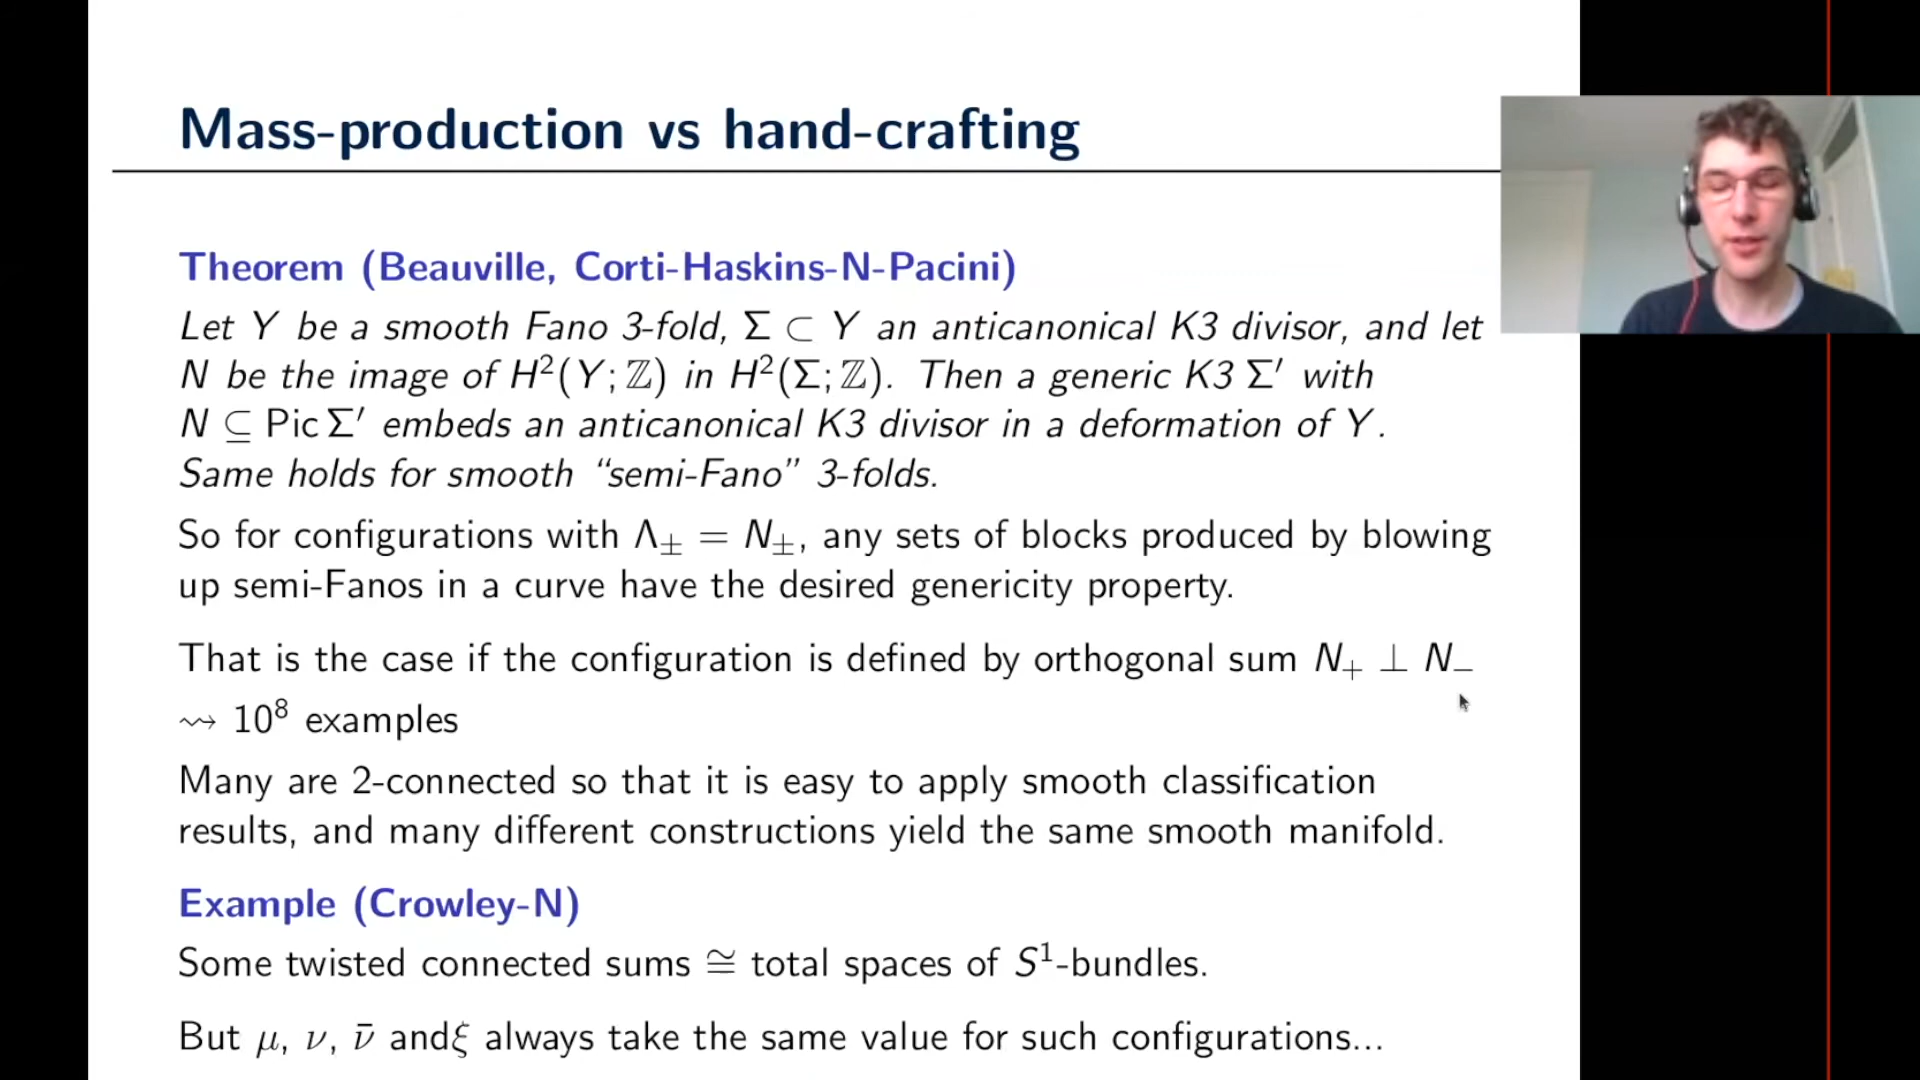 Mass-production vs hand-crafting
Theorem (Beauville, Corti-Haskins-N-Pacini)
Let Y be a smooth Fano 3-fold, Σ ⊂ Y an anticanonical K3 divisor, and let
N be the image of H²(Y; ℤ) in H²(Σ; ℤ). Then a generic K3 Σ′ with
N ⊆ Pic Σ′ embeds an anticanonical K3 divisor in a deformation of Y.
Same holds for smooth “semi-Fano” 3-folds.
So for configurations with Λ± = N±, any sets of blocks produced by blowing
up semi-Fanos in a curve have the desired genericity property.
That is the case if the configuration is defined by orthogonal sum N₊ ⊥ N₋
⇝ 10⁸ examples
Many are 2-connected so that it is easy to apply smooth classification
results, and many different constructions yield the same smooth manifold.
Example (Crowley-N)
Some twisted connected sums ≅ total spaces of S¹-bundles.
But μ, ν, ν̄ andξ always take the same value for such configurations...